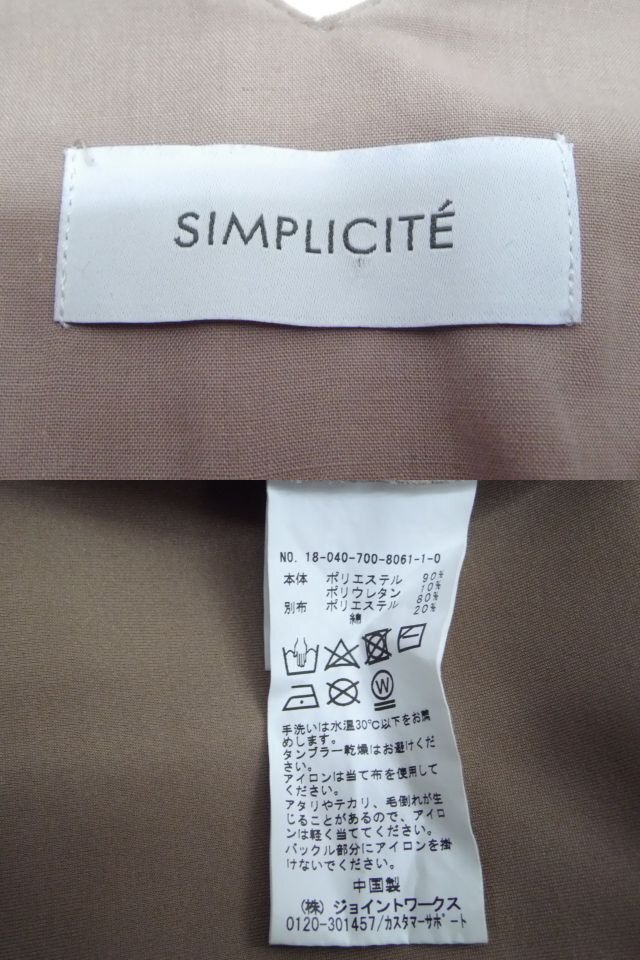 SIMPLICITÉ
NO. 18-040-700-8061-1-0
本体 ポリエステル 90%
ポリウレタン 10%
別布 ポリエステル 80%
綿 20%
W
手洗いは水温30℃以下をお薦
めします。
タンブラー乾燥はお避けくだ
さい。
アイロンは当て布を使用して
ください。
アタリやテカリ、毛倒れが生
じることがあるので、アイロ
ンは軽く当ててください。
バックル部分にアイロンを掛
けないでください。
中国製
(株) ジョイントワークス
0120-301457/カスタマーサポート